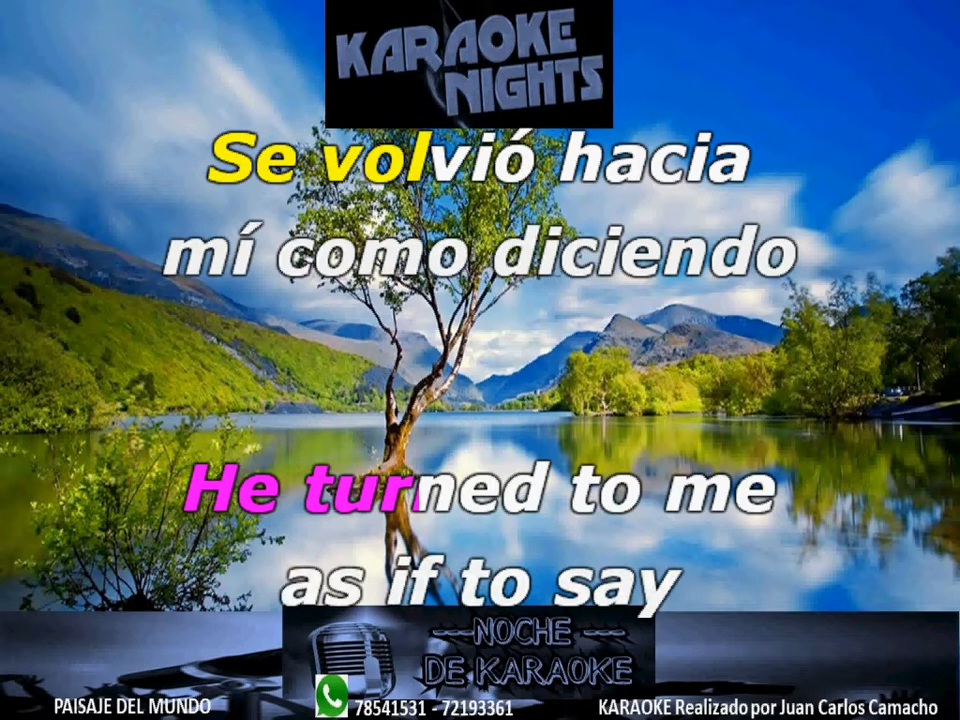 KARAOKE
NIGHTS
Se volvió hacia
mí como diciendo
He turned to me
as if to say
NOCHE
DE KARAOKE
PAISAJE DEL MUNDO
78541531 - 72193361
KARAOKE Realizado por Juan Carlos Camacho